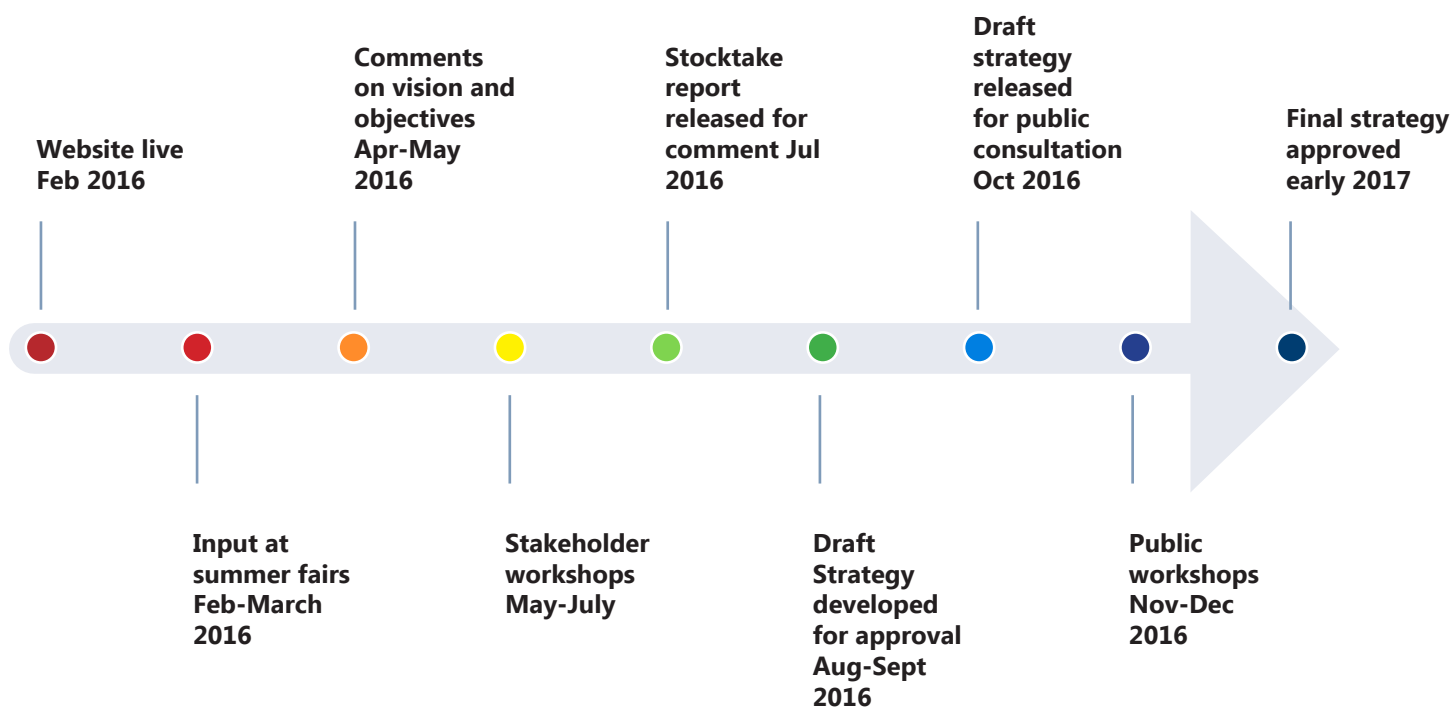 Website live
Feb 2016
Input at
summer fairs
Feb-March
2016
Comments
on vision and
objectives
Apr-May
2016
Stakeholder
workshops
May-July
Stocktake
report
released for
comment Jul
2016
Draft
Strategy
developed
for approval
Aug-Sept
2016
Draft
strategy
released
for public
consultation
Oct 2016
Public
workshops
Nov-Dec
2016
Final strategy
approved
early 2017